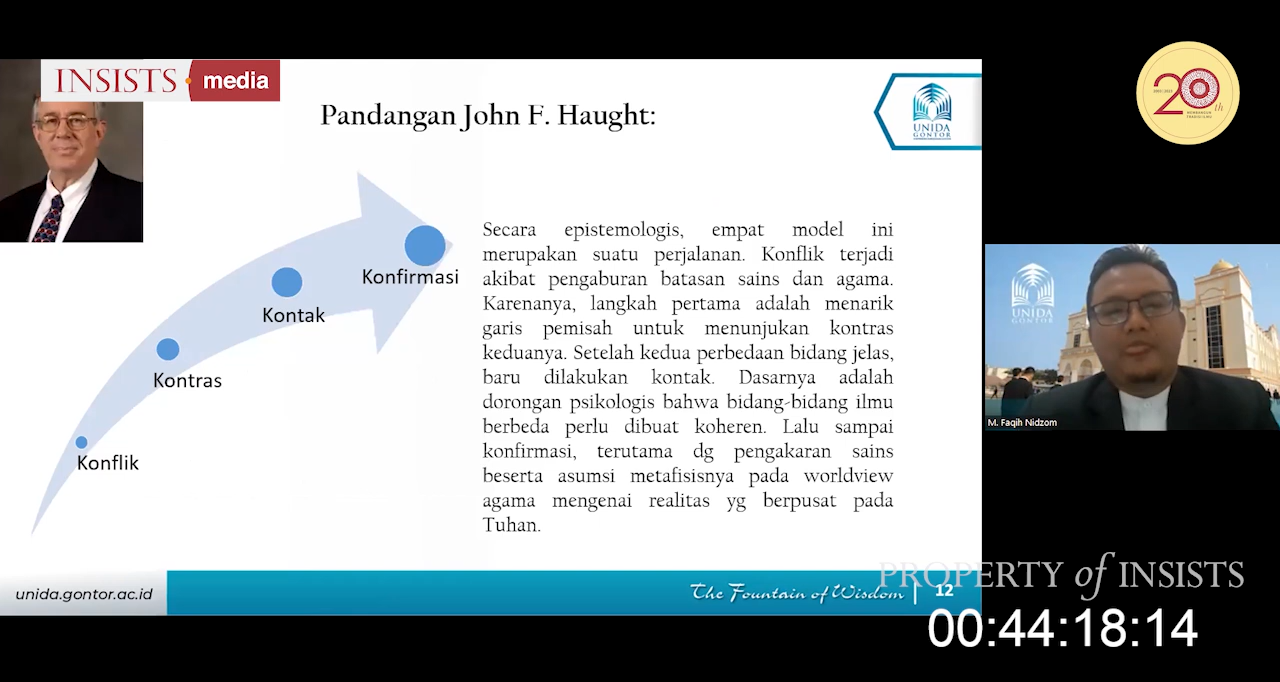 INSISTS media
Pandangan John F. Haught:
UNIDA
GONTOR
20th
Konfirmasi
Kontak
Kontras
Konflik
Secara epistemologis, empat model ini
merupakan suatu perjalanan. Konflik terjadi
akibat pengaburan batasan sains dan agama.
Karenanya, langkah pertama adalah menarik
garis pemisah untuk menunjukan kontras
keduanya. Setelah kedua perbedaan bidang jelas,
baru dilakukan kontak. Dasarnya adalah
dorongan psikologis bahwa bidang-bidang ilmu
berbeda perlu dibuat koheren. Lalu sampai
konfirmasi, terutama dg pengakaran sains
beserta asumsi metafisisnya pada worldview
agama mengenai realitas yg berpusat pada
Tuhan.
UNIDA
GONTOR
M. Faqih Nidzom
unida.gontor.ac.id
The Fountain of Wisdom | 12
PROPERTY of INSISTS
00:44:18:14